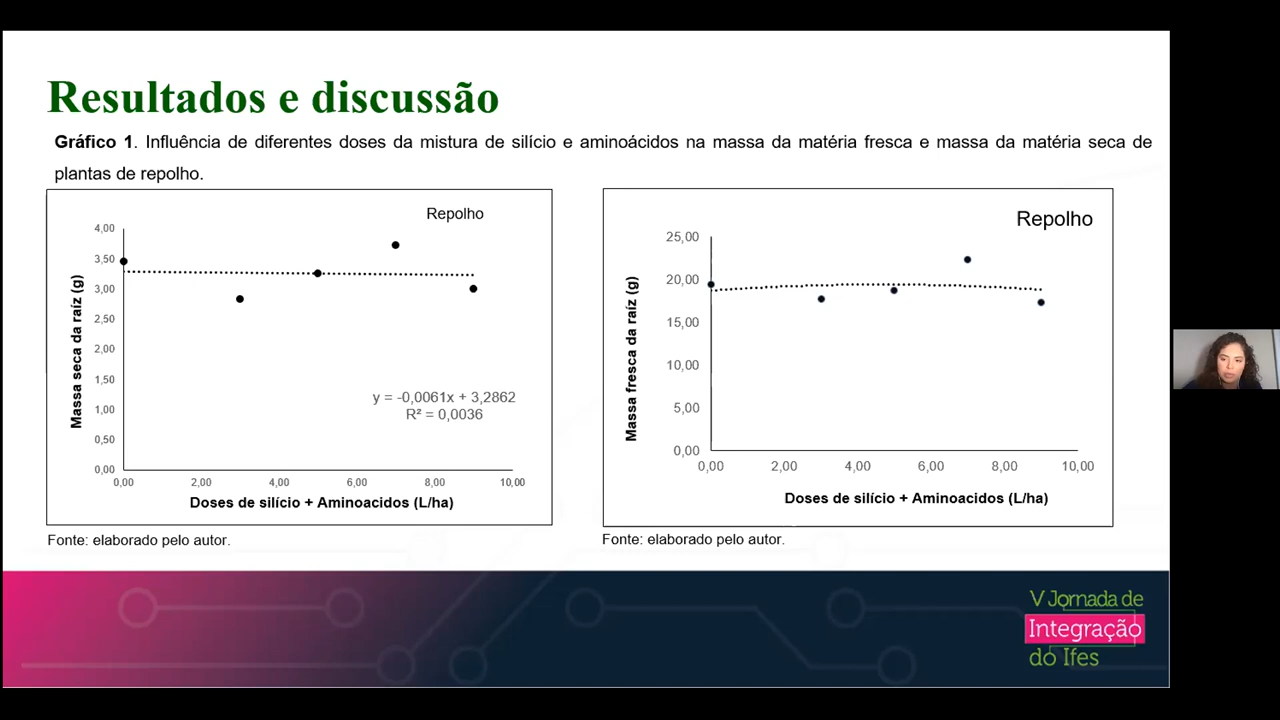 Resultados e discussão
Gráfico 1. Influência de diferentes doses da mistura de silício e aminoácidos na massa da matéria fresca e massa da matéria seca de
plantas de repolho.
Repolho
4,00
3,50
3,00
2,50
2,00
1,50
1,00
0,50
0,00
Massa seca da raíz (g)
y = -0,0061x + 3,2862
R² = 0,0036
0,00 2,00 4,00 6,00 8,00 10,00
Doses de silício + Aminoacidos (L/ha)
Fonte: elaborado pelo autor.
Repolho
25,00
20,00
15,00
10,00
5,00
0,00
Massa fresca da raíz (g)
0,00 2,00 4,00 6,00 8,00 10,00
Doses de silício + Aminoacidos (L/ha)
Fonte: elaborado pelo autor.
V Jornada de
Integração
do Ifes